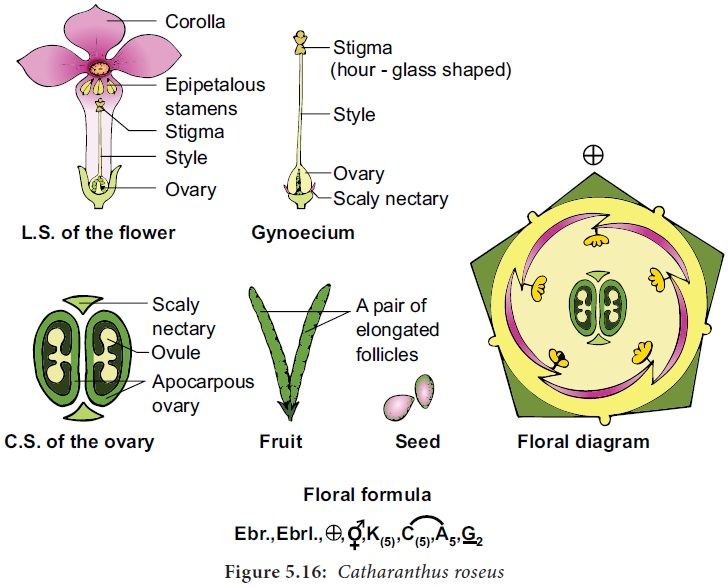 Corolla
Epipetalous
stamens
Stigma
Style
Ovary
L.S. of the flower
Stigma
(hour - glass shaped)
Style
Ovary
Scaly nectary
Gynoecium
Scaly
nectary
Ovule
Apocarpous
ovary
C.S. of the ovary
A pair of
elongated
follicles
Fruit
Seed
⊕
Floral diagram
Floral formula
Ebr.,Ebrl.,⊕,⚥,K(5),C(5),A5,G2
Figure 5.16: Catharanthus roseus